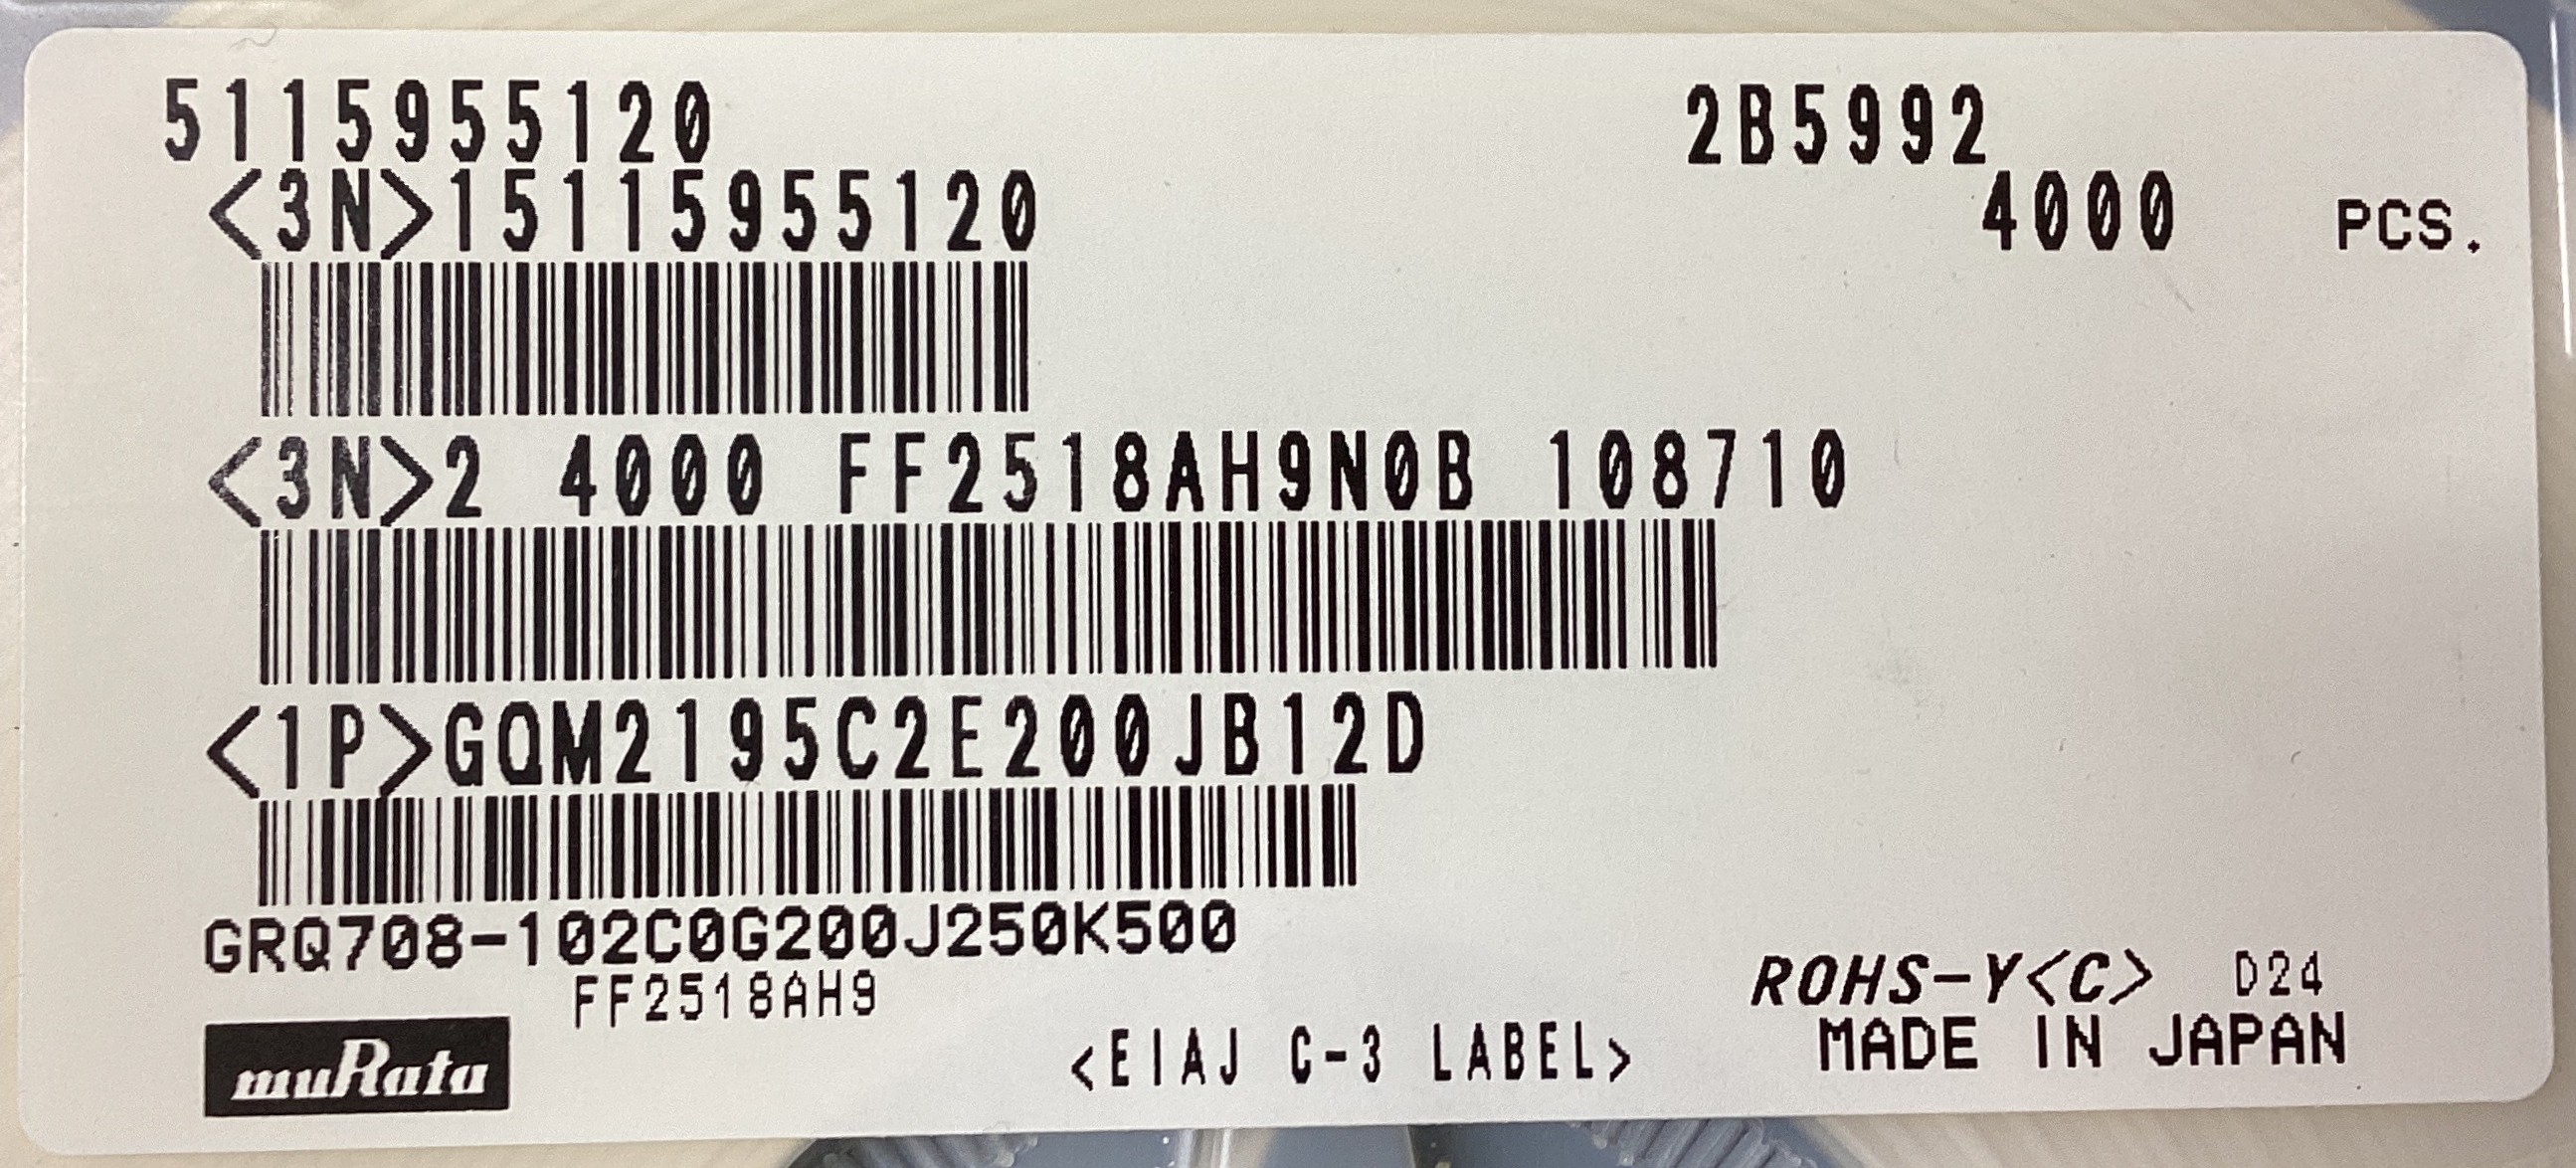 5115955120 2B5992
<3N>15115955120 4000 PCS.
<3N>2 4000 FF2518AH9N0B 108710
<1P>GQM2195C2E200JB12D
GRQ708-102C0G200J250K500
FF2518AH9
ROHS-Y<C> D24
muRata <EIAJ C-3 LABEL> MADE IN JAPAN